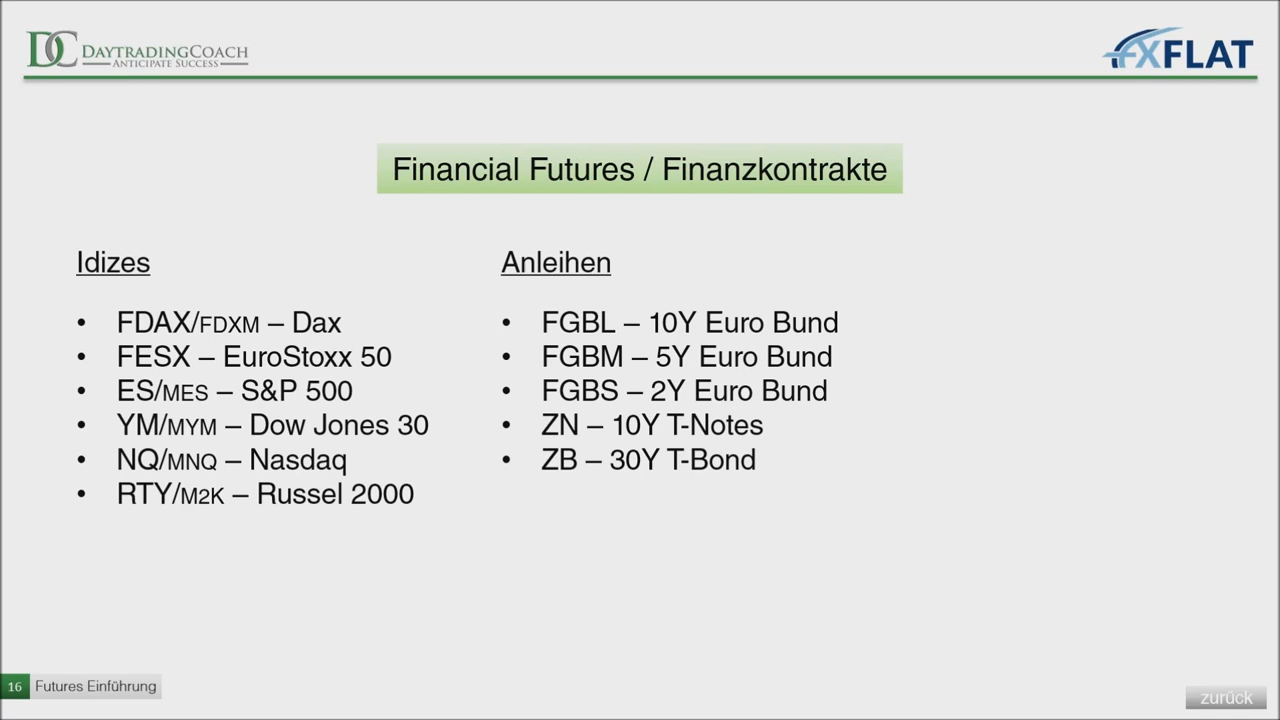 DC DAYTRADINGCOACH
ANTICIPATE SUCCESS
FXFLAT
Financial Futures / Finanzkontrakte
Idizes
• FDAX/FDXM – Dax
• FESX – EuroStoxx 50
• ES/MES – S&P 500
• YM/MYM – Dow Jones 30
• NQ/MNQ – Nasdaq
• RTY/M2K – Russel 2000
Anleihen
• FGBL – 10Y Euro Bund
• FGBM – 5Y Euro Bund
• FGBS – 2Y Euro Bund
• ZN – 10Y T-Notes
• ZB – 30Y T-Bond
16 Futures Einführung
zurück